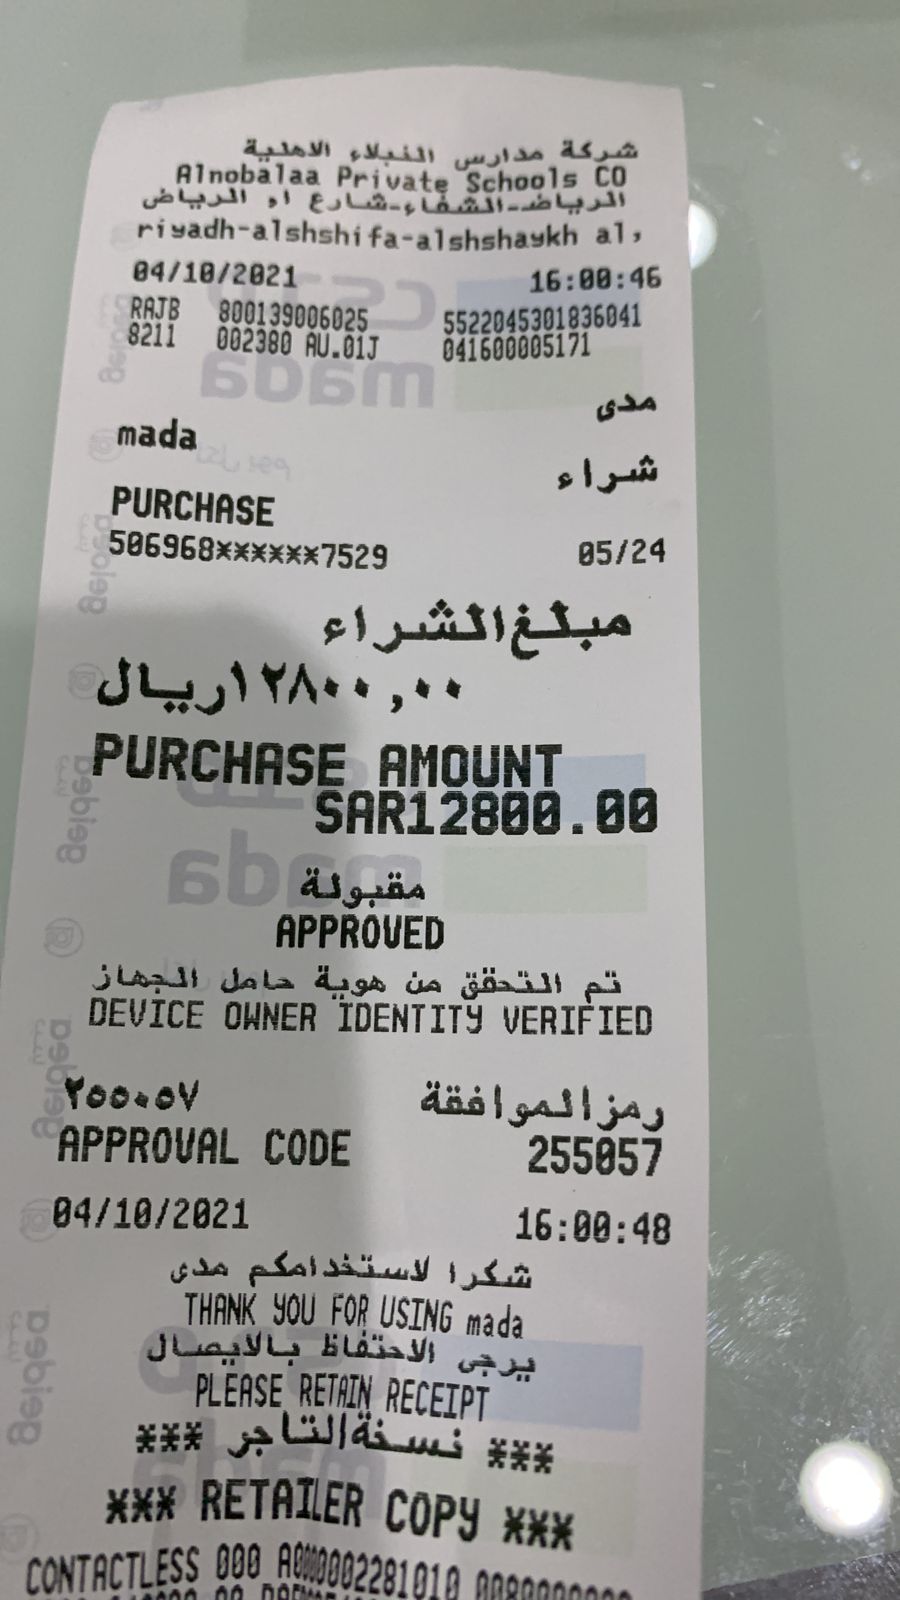 شركة مدارس النبلاء الاهلية
Alnobalaa Private Schools CO
الرياض-الشفاء-شارع ام الرياض
riyadh-alshshifa-alshshaykh al,
04/10/2021 16:00:46
RAJB 800139006025 5522045301836041
8211 002380 AU.01J 041600005171
مدى
mada
شراء
PURCHASE
506968******7529 05/24
مبلغ الشراء
١٢٨٠٠,٠٠ ريال
PURCHASE AMOUNT
SAR12800.00
مقبولة
APPROVED
تم التحقق من هوية حامل الجهاز
DEVICE OWNER IDENTITY VERIFIED
رمز الموافقة ٢٥٥٠٥٧
APPROVAL CODE 255057
04/10/2021 16:00:48
شكرا لاستخدامكم مدى
THANK YOU FOR USING mada
يرجى الاحتفاظ بالايصال
PLEASE RETAIN RECEIPT
*** نسخة التاجر ***
*** RETAILER COPY ***
CONTACTLESS 000